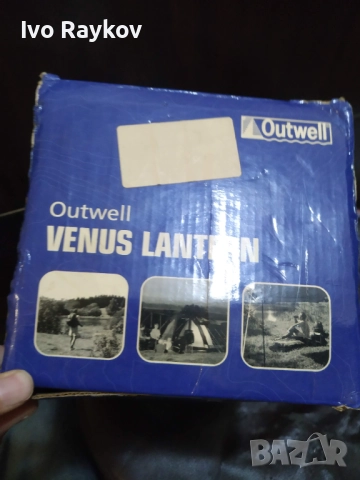 Ivo Raykov
Outwell
Outwell
VENUS LANTERN
BAZAR